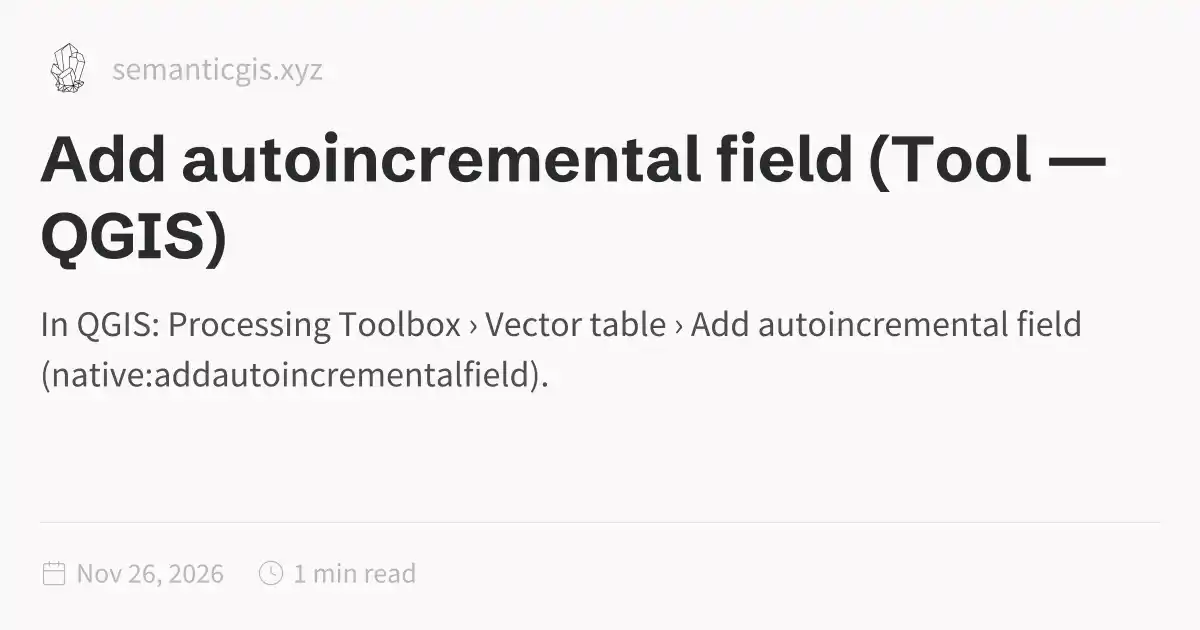 semanticgis.xyz
Add autoincremental field (Tool —
QGIS)
In QGIS: Processing Toolbox › Vector table › Add autoincremental field
(native:addautoincrementalfield).
Nov 26, 2026 1 min read